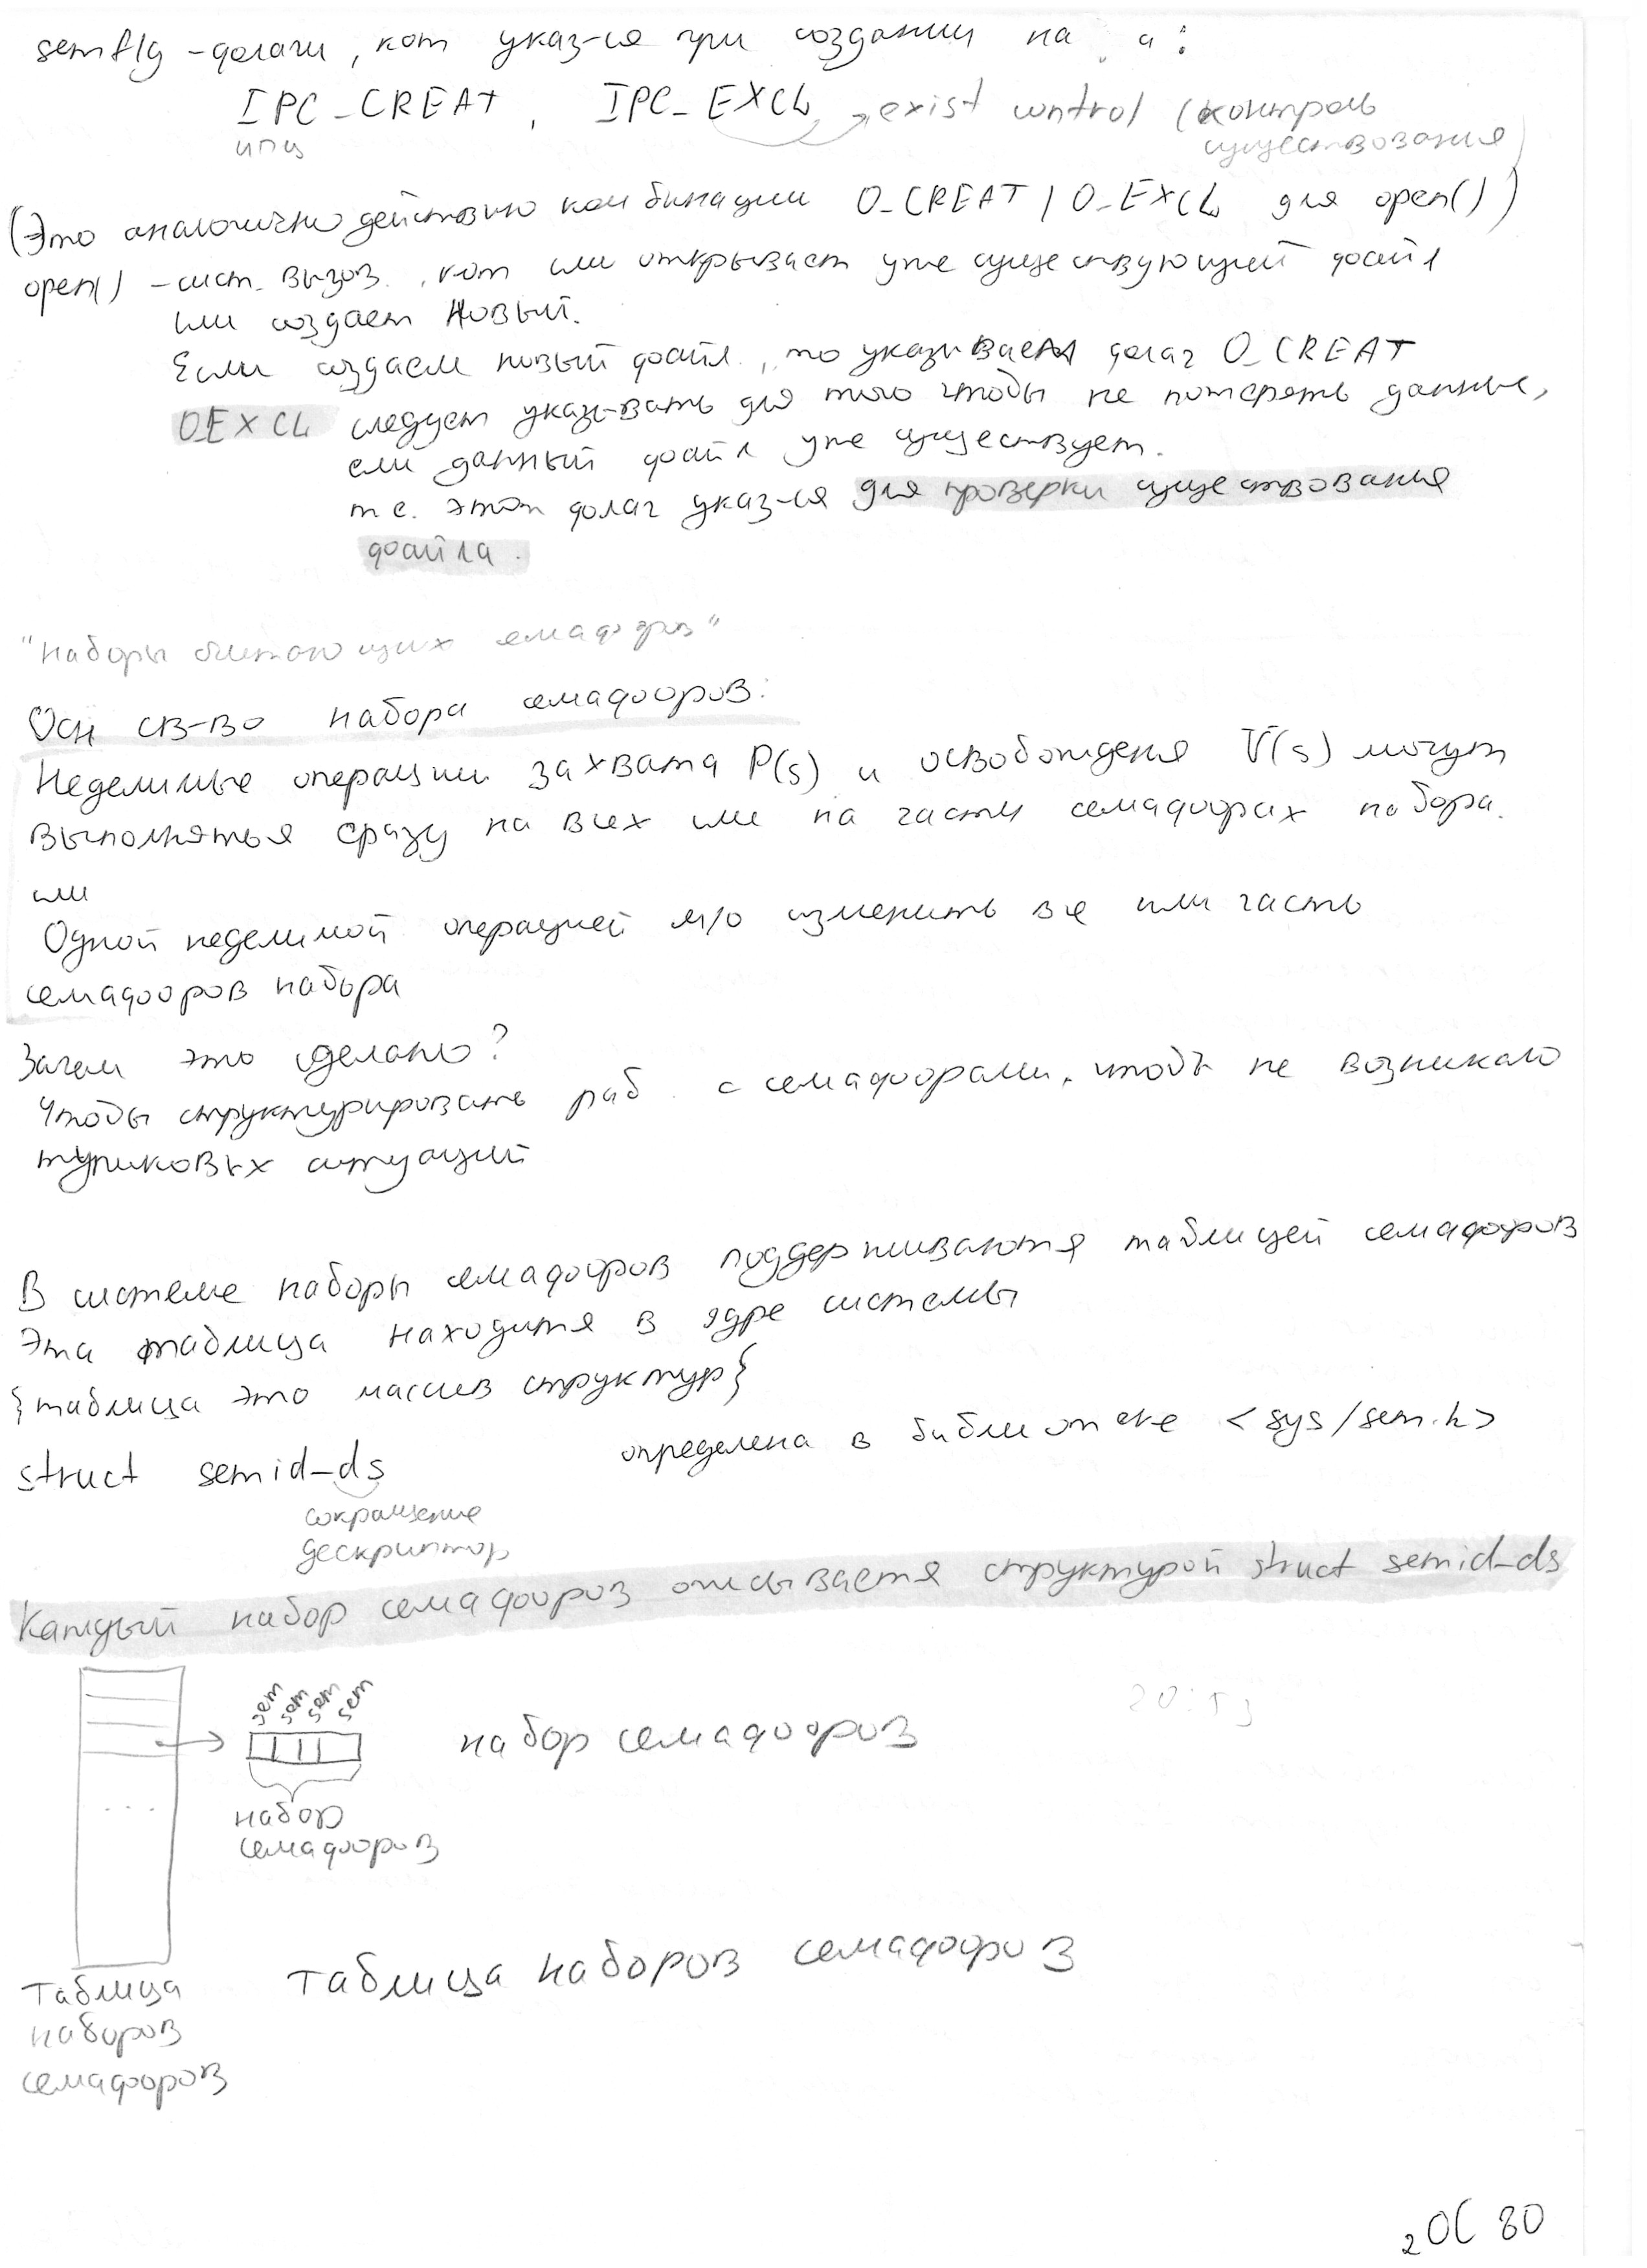 semflg - флаги, кот указ-ся при создании на а:
IPC_CREAT, IPC_EXCL → exist control (контроль
ипц существования)
(Это аналогично действию комбинации O_CREAT | O_EXCL для open())
open() - сист. вызов, кот или открывает уже существующий файл
или создает новый.
Если создаем новый файл, то указываем флаг O_CREAT
O_EXCL следует указ-вать для того чтобы не потерять данные,
если данный файл уже существует.
т.е. этот флаг указ-ся для проверки существования
файла.
"наборы считающих семафоров"
Осн св-во набора семафоров:
Неделимые операции захвата P(s) и освобождения V(s) могут
выполняться сразу на всех или на части семафорах набора.
или
Одной неделимой операцией м/о изменить все или часть
семафоров набора
Зачем это сделано?
Чтобы структурировать раб. с семафорами, чтобы не возникало
тупиковых ситуаций
В системе наборы семафоров поддерживаются таблицей семафоров
Эта таблица находится в ядре системы
{таблица это массив структур}
struct semid_ds определена в библиотеке <sys/sem.h>
сокращение
дескриптор
Каждый набор семафоров описывается структурой struct semid_ds
sem sem sem sem
набор семафоров
...
набор
семафоров
таблица наборов семафоров
Таблица
наборов
семафоров
2 ОС 80